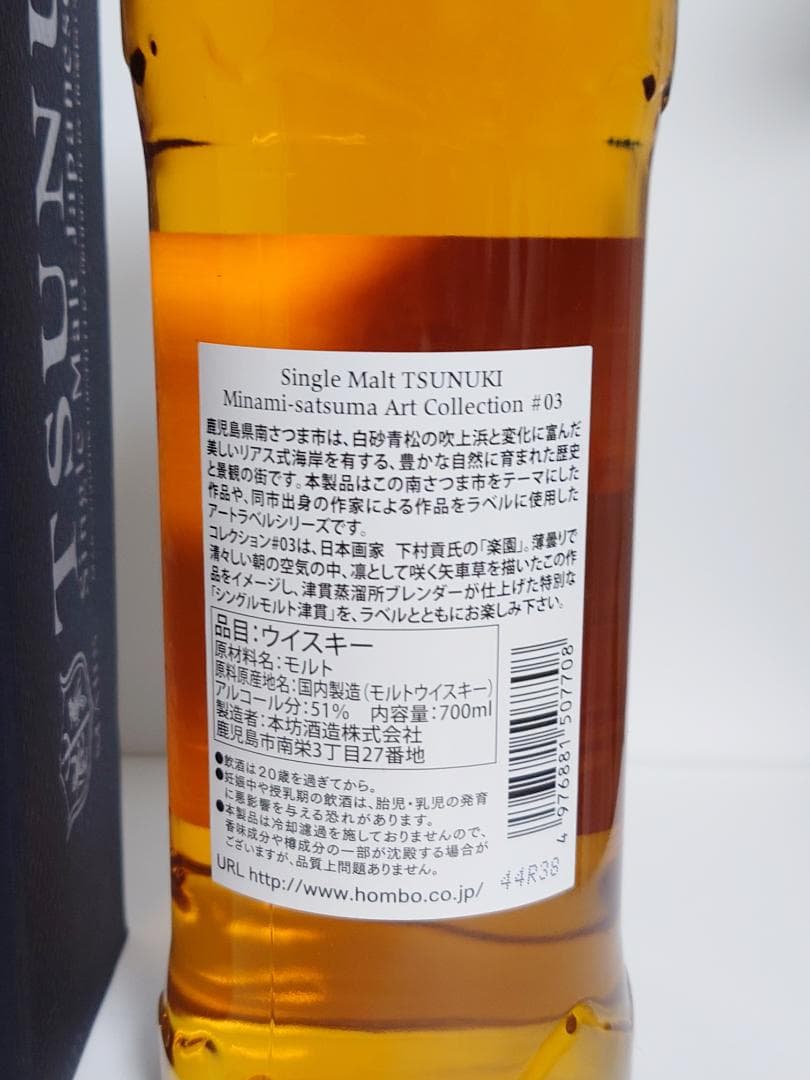 TSUNU
Single Malt Japanese
Single Malt TSUNUKI
Minami-satsuma Art Collection #03
鹿児島県南さつま市は、白砂青松の吹上浜と変化に富んだ
美しいリアス式海岸を有する、豊かな自然に育まれた歴史
と景観の街です。本製品はこの南さつま市をテーマにした
作品や、同市出身の作家による作品をラベルに使用した
アートラベルシリーズです。
コレクション#03は、日本画家 下村貢氏の「楽園」。薄曇りで
清々しい朝の空気の中、凛として咲く矢車草を描いたこの作
品をイメージし、津貫蒸溜所ブレンダーが仕上げた特別な
「シングルモルト津貫」を、ラベルとともにお楽しみ下さい。
品目:ウイスキー
原材料名:モルト
原料原産地名:国内製造(モルトウイスキー)
アルコール分:51% 内容量:700ml
製造者:本坊酒造株式会社
鹿児島市南栄3丁目27番地
●飲酒は20歳を過ぎてから。
●妊娠中や授乳期の飲酒は、胎児・乳児の発育
に悪影響を与える恐れがあります。
●本製品は冷却濾過を施しておりませんので、
香味成分や樽成分の一部が沈殿する場合が
ございますが、品質上問題ありません。
URL http://www.hombo.co.jp/
4 976881 507708
44R38